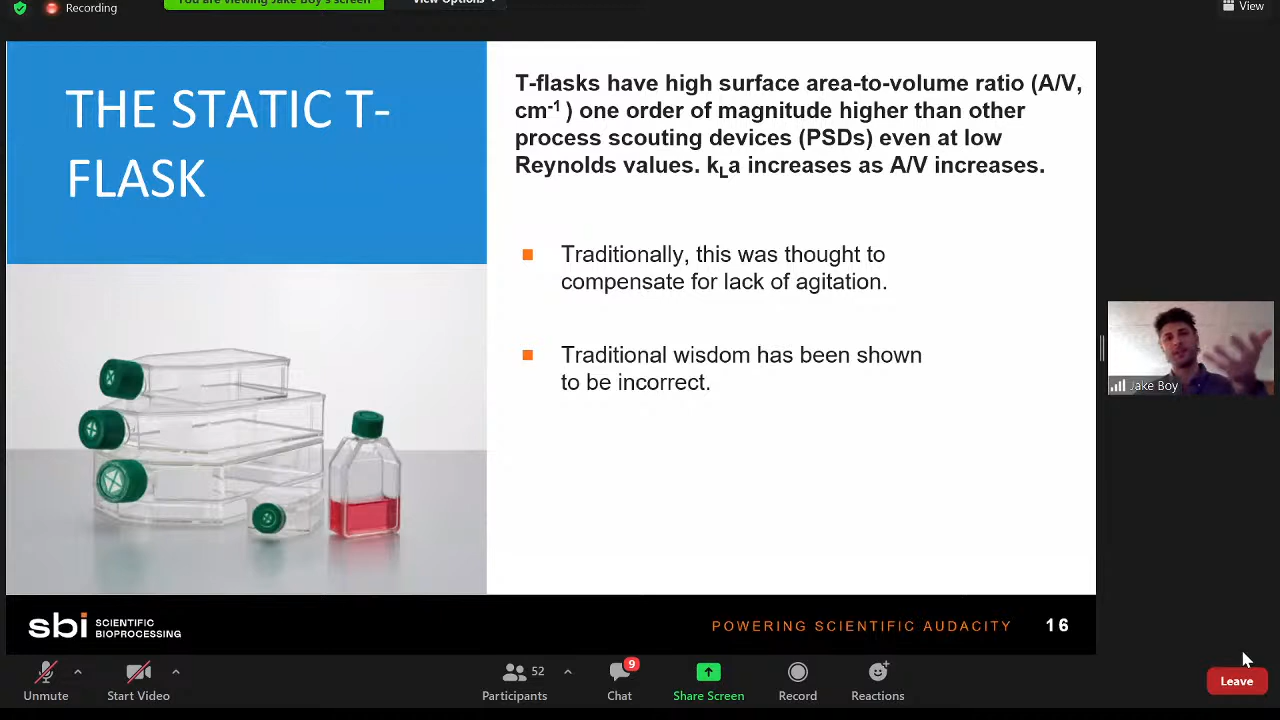 Recording
You are viewing Jake Boy's screen
View Options
View
THE STATIC T-
FLASK
T-flasks have high surface area-to-volume ratio (A/V,
cm-1 ) one order of magnitude higher than other
process scouting devices (PSDs) even at low
Reynolds values. kLa increases as A/V increases.
Traditionally, this was thought to
compensate for lack of agitation.
Traditional wisdom has been shown
to be incorrect.
Jake Boy
sbi SCIENTIFIC
BIOPROCESSING
POWERING SCIENTIFIC AUDACITY
16
Unmute
Start Video
52
Participants
9
Chat
Share Screen
Record
Reactions
Leave